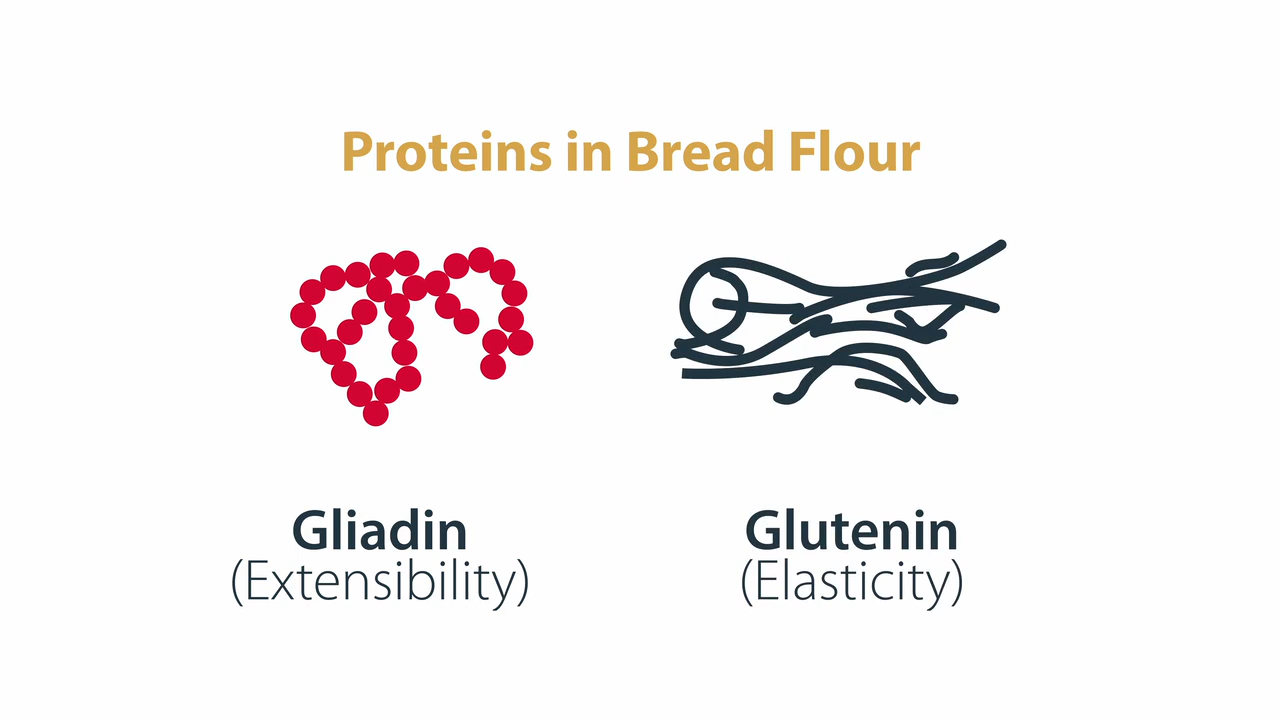 Proteins in Bread Flour
Gliadin
(Extensibility)
Glutenin
(Elasticity)